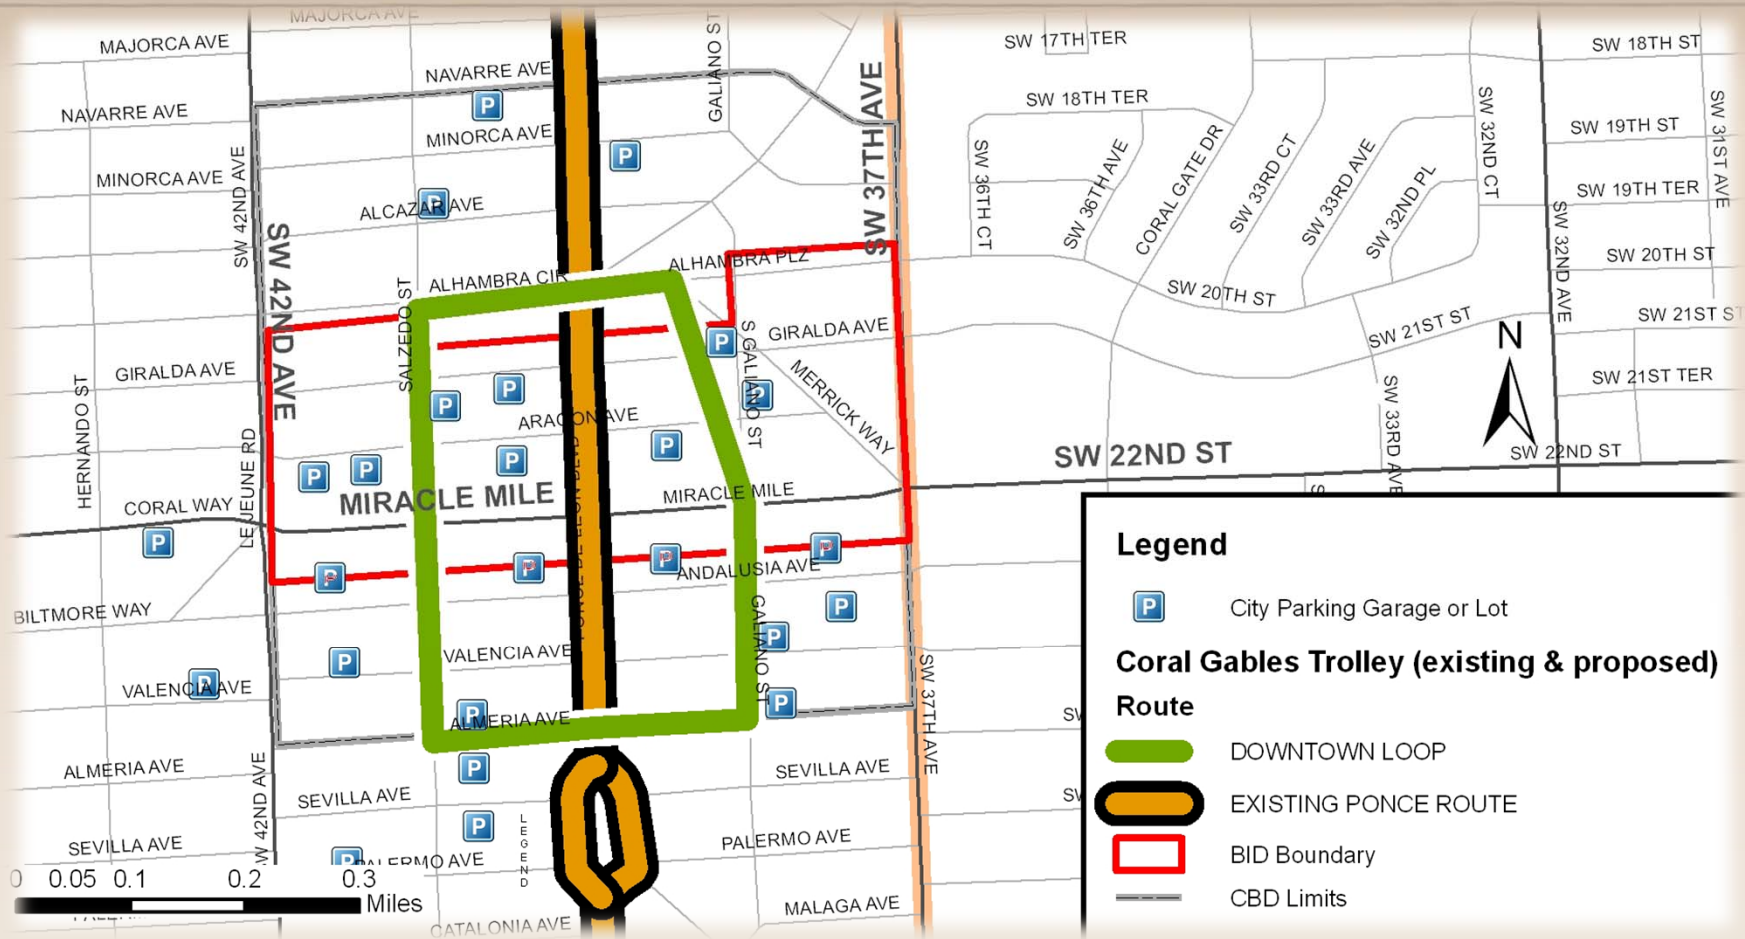 MAJORCA AVE
MAJORCA AVE
NAVARRE AVE
NAVARRE AVE
GALIANO ST
SW 17TH TER
SW 18TH ST
SW 18TH TER
P
MINORCA AVE
SW 19TH ST
SW 31ST AVE
P
SW 37TH AVE
SW 32ND CT
MINORCA AVE
SW 42ND AVE
SW 36TH CT
SW 36TH AVE
CORAL GATE DR
SW 33RD CT
SW 33RD AVE
SW 32ND PL
SW 19TH TER
P
ALCAZAR AVE
SW 32ND AVE
SW 20TH ST
ALHAMBRA CIR
ALHAMBRA PLZ
SW 20TH ST
SW 42ND AVE
SALZEDO ST
SW 21ST ST
SW 21ST ST
N
P
S GALIANO ST
GIRALDA AVE
GIRALDA AVE
MERRICK WAY
SW 21ST TER
HERNANDO ST
P
P
P
ARAGON AVE
SW 33RD AVE
P
P
P
P
SW 22ND ST
SW 22ND ST
LE JEUNE RD
MIRACLE MILE
MIRACLE MILE
CORAL WAY
PONCE DE LEON BLVD
P
P
P
P
P
ANDALUSIA AVE
BILTMORE WAY
GALIANO ST
P
P
VALENCIA AVE
P
VALENCIA AVE
P
SW 37TH AVE
P
P
ALMERIA AVE
SW
ALMERIA AVE
SW 42ND AVE
P
SEVILLA AVE
SEVILLA AVE
SW
P
LEGEND
SEVILLA AVE
PALERMO AVE
P
PALERMO AVE
MALAGA AVE
CATALONIA AVE
0 0.05 0.1 0.2 0.3
Miles
Legend
P City Parking Garage or Lot
Coral Gables Trolley (existing & proposed)
Route
DOWNTOWN LOOP
EXISTING PONCE ROUTE
BID Boundary
CBD Limits